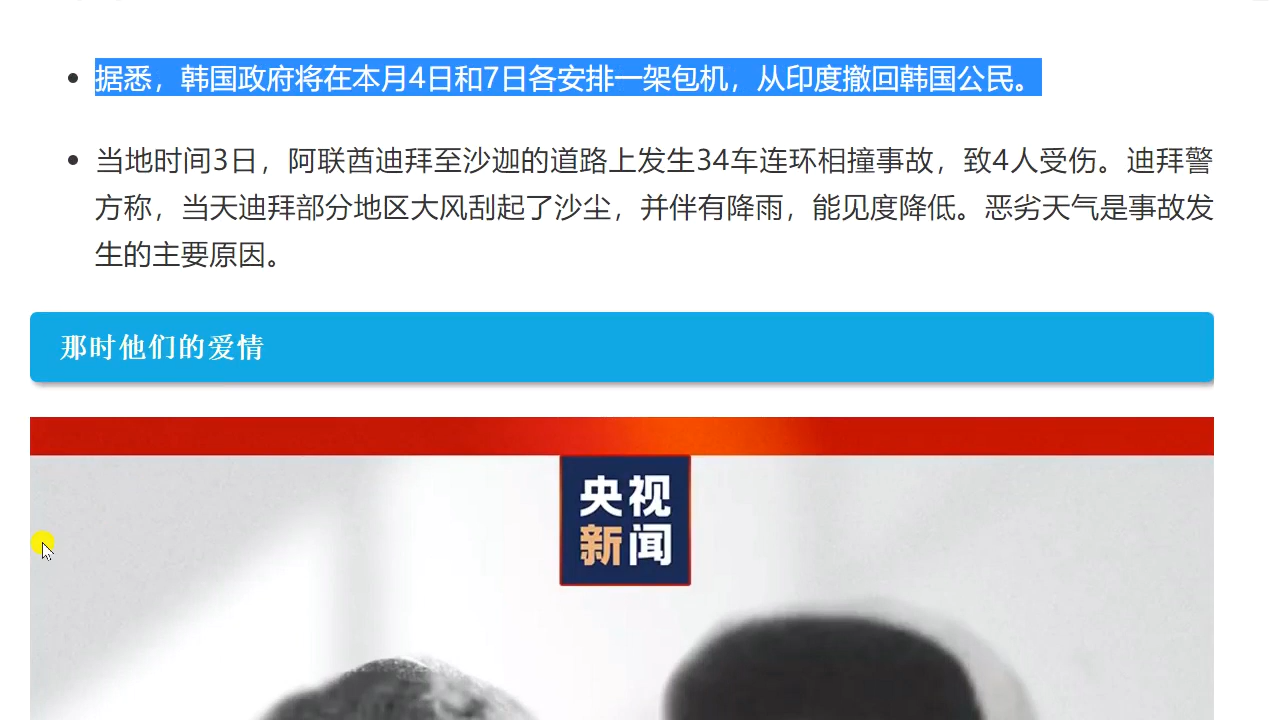 据悉，韩国政府将在本月4日和7日各安排一架包机，从印度撤回韩国公民。
当地时间3日，阿联酋迪拜至沙迦的道路上发生34车连环相撞事故，致4人受伤。迪拜警
方称，当天迪拜部分地区大风刮起了沙尘，并伴有降雨，能见度降低。恶劣天气是事故发
生的主要原因。
那时他们的爱情
央视
新闻